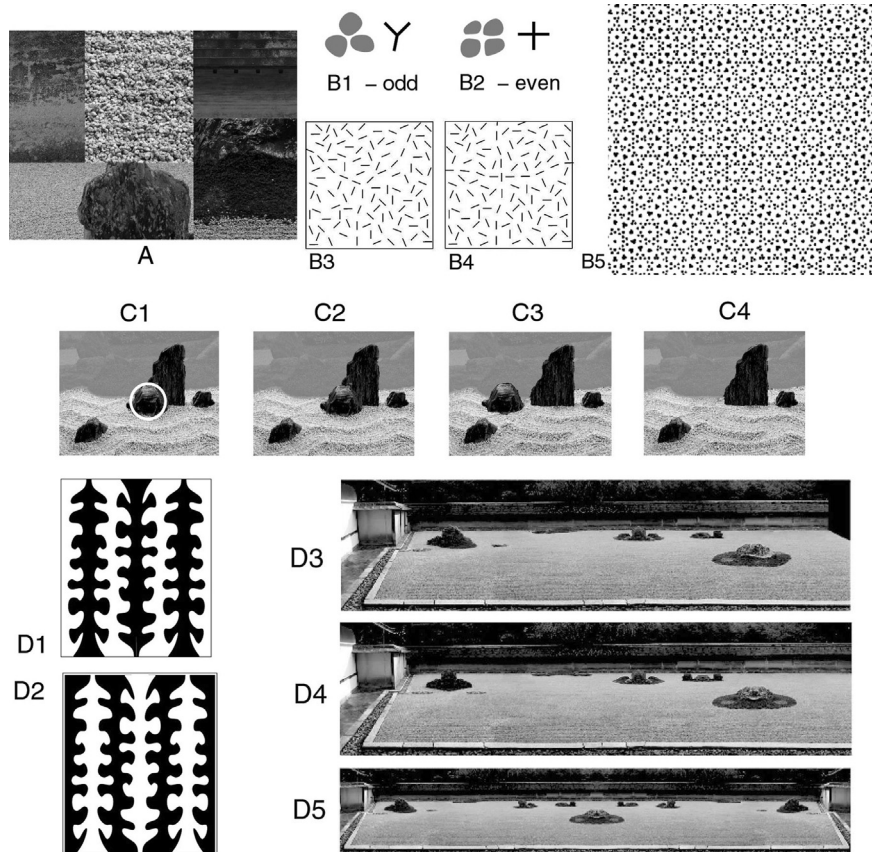 B1 – odd
B2 – even
A
B3
B4
B5
C1
C2
C3
C4
D1
D2
D3
D4
D5